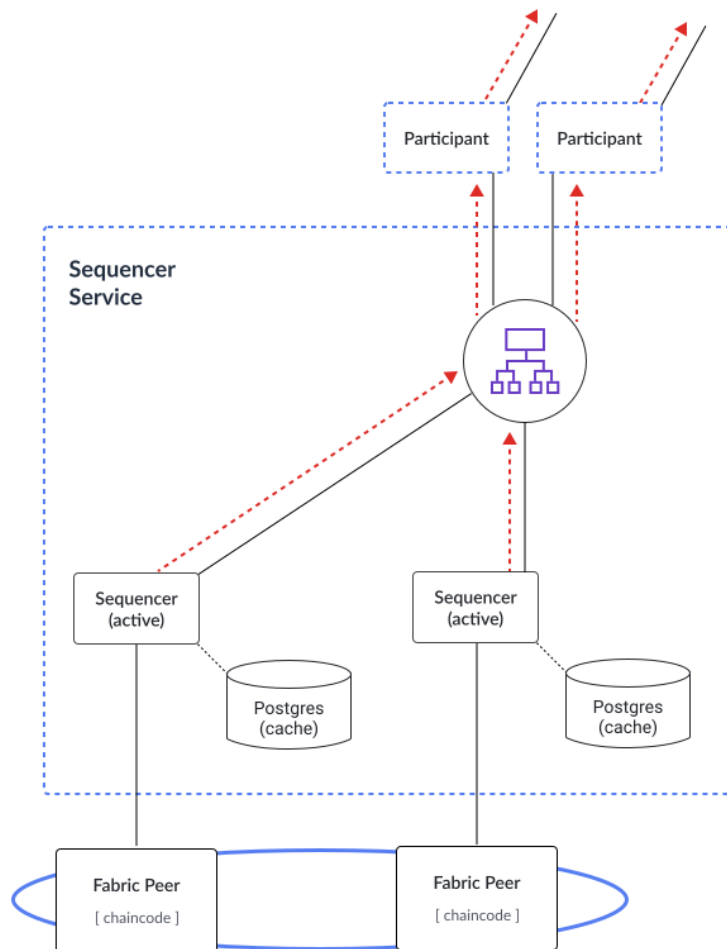 Participant
Participant
Sequencer
Service
Sequencer
(active)
Sequencer
(active)
Postgres
(cache)
Postgres
(cache)
Fabric Peer
[ chaincode ]
Fabric Peer
[ chaincode ]